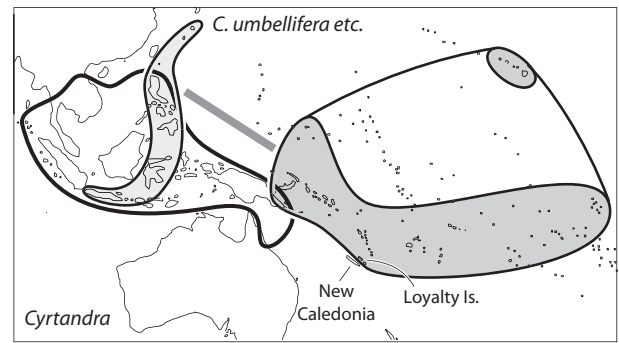 C. umbellifera etc.
New
Caledonia
Loyalty Is.
Cyrtandra